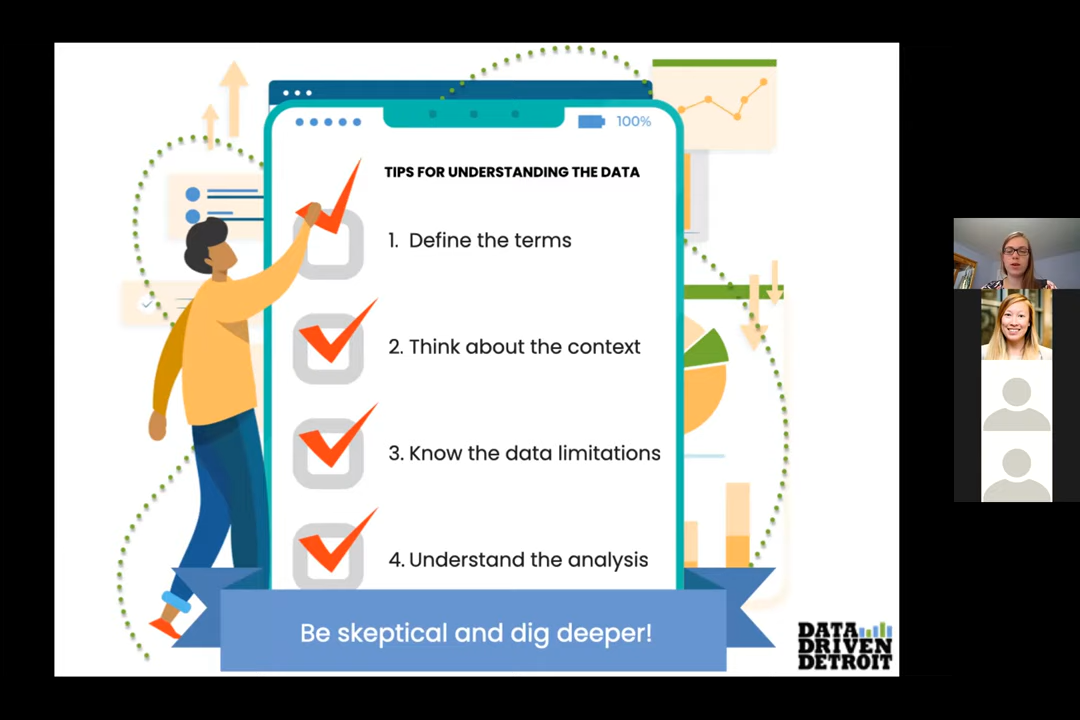 100%
TIPS FOR UNDERSTANDING THE DATA
1. Define the terms
2. Think about the context
3. Know the data limitations
4. Understand the analysis
Be skeptical and dig deeper!
DATA
DRIVEN
DETROIT